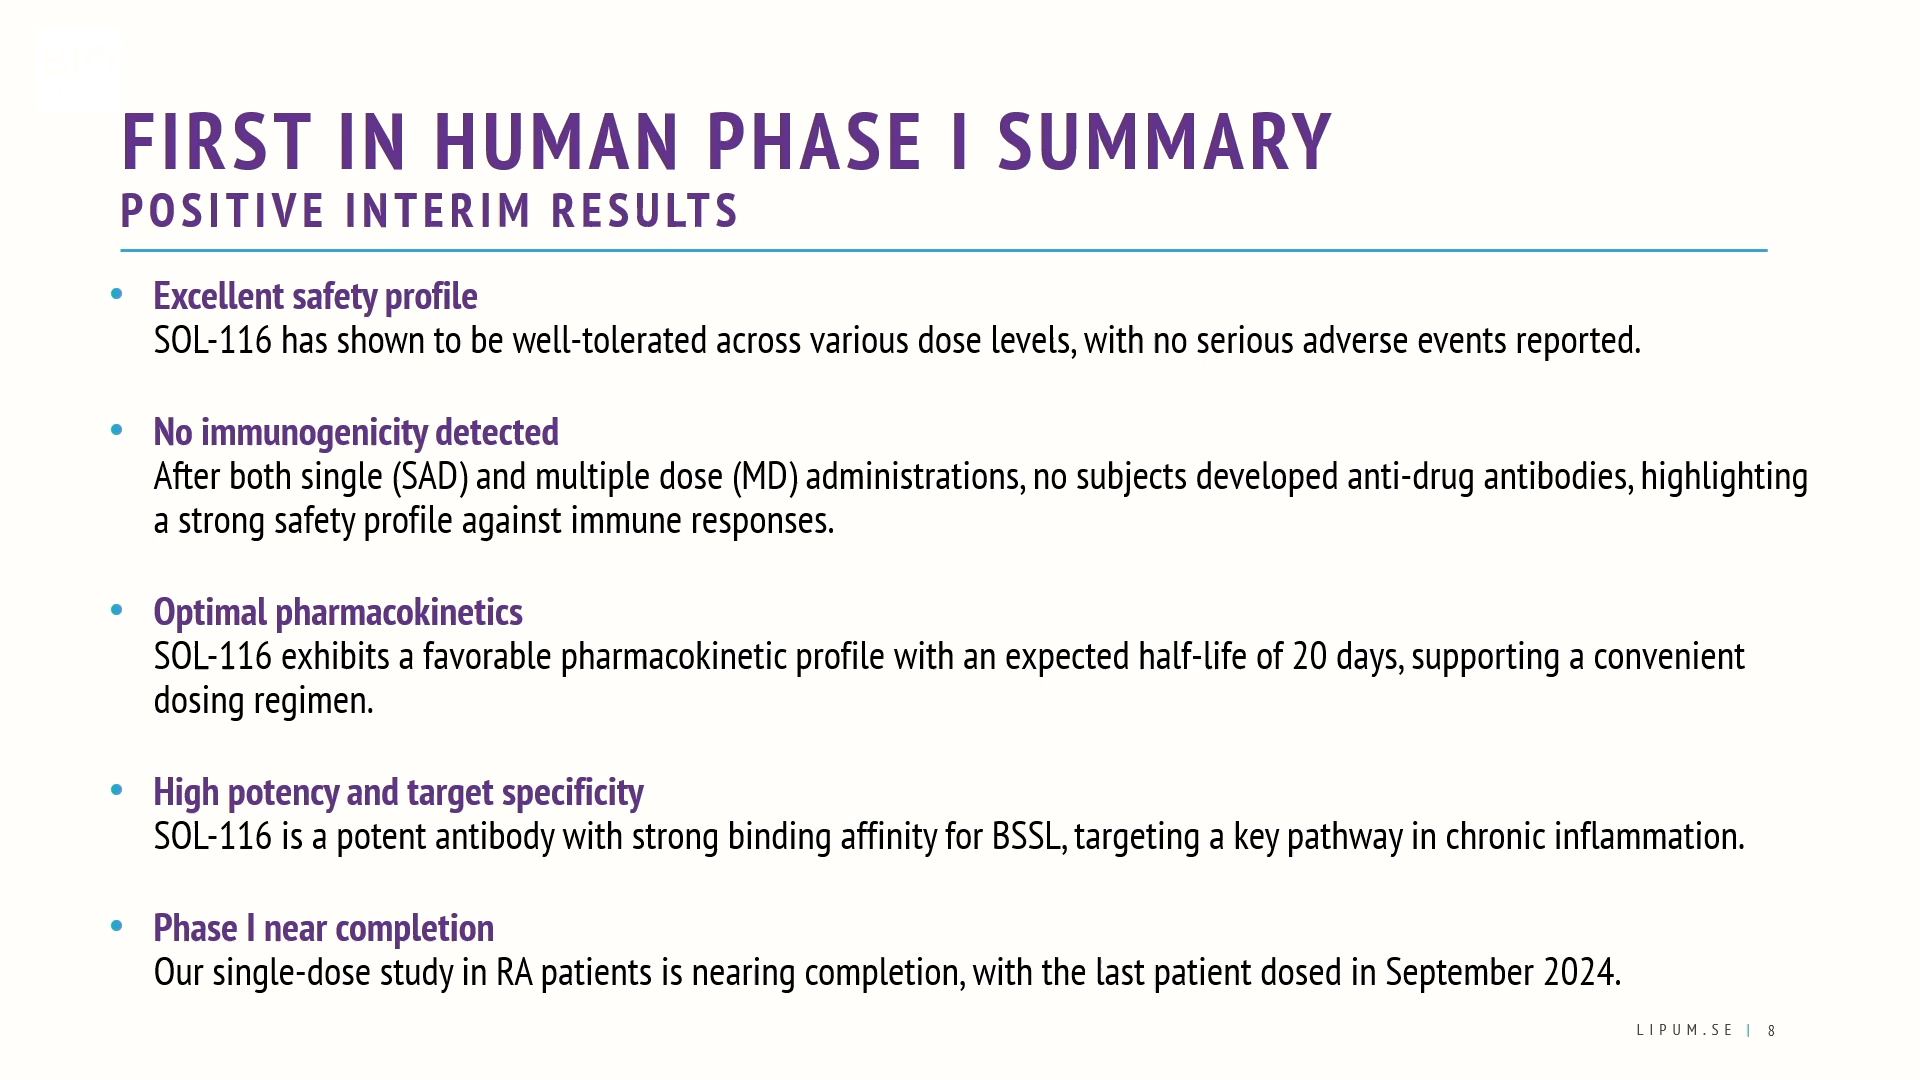 FIRST IN HUMAN PHASE I SUMMARY
POSITIVE INTERIM RESULTS
• Excellent safety profile
SOL-116 has shown to be well-tolerated across various dose levels, with no serious adverse events reported.
• No immunogenicity detected
After both single (SAD) and multiple dose (MD) administrations, no subjects developed anti-drug antibodies, highlighting
a strong safety profile against immune responses.
• Optimal pharmacokinetics
SOL-116 exhibits a favorable pharmacokinetic profile with an expected half-life of 20 days, supporting a convenient
dosing regimen.
• High potency and target specificity
SOL-116 is a potent antibody with strong binding affinity for BSSL, targeting a key pathway in chronic inflammation.
• Phase I near completion
Our single-dose study in RA patients is nearing completion, with the last patient dosed in September 2024.
LIPUM.SE | 8